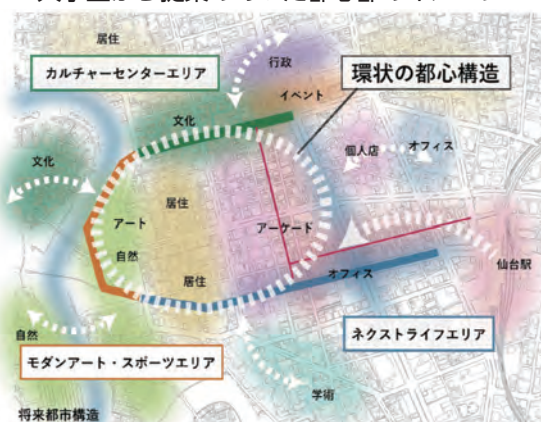 居住
行政
カルチャーセンターエリア
環状の都心構造
イベント
文化
個人店
オフィス
文化
居住
アート
アーケード
自然
仙台駅
居住
オフィス
ネクストライフエリア
自然
モダンアート・スポーツエリア
学術
将来都市構造